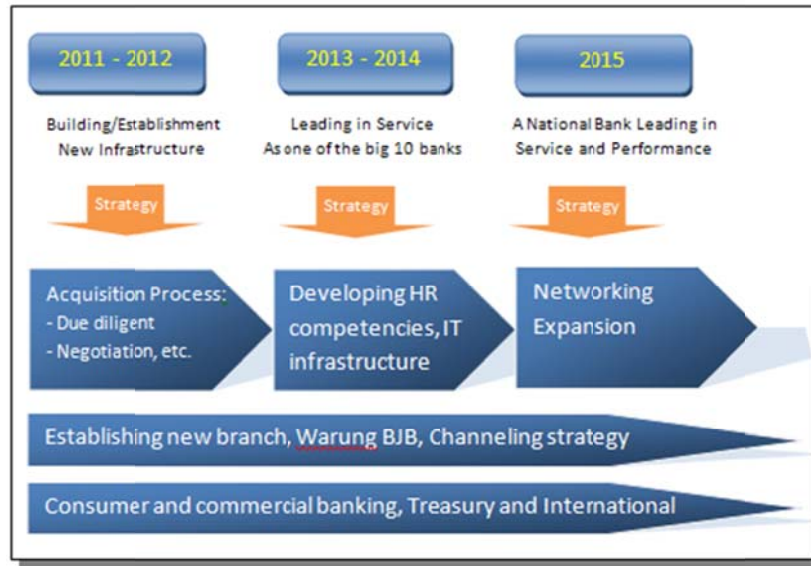 2011 - 2012
Building/Establishment
New Infrastructure
Strategy
Acquisition Process:
- Due diligent
- Negotiation, etc.
2013 - 2014
Leading in Service
As one of the big 10 banks
Strategy
Developing HR
competencies, IT
infrastructure
2015
A National Bank Leading in
Service and Performance
Strategy
Networking
Expansion
Establishing new branch, Warung BJB, Channeling strategy
Consumer and commercial banking, Treasury and International